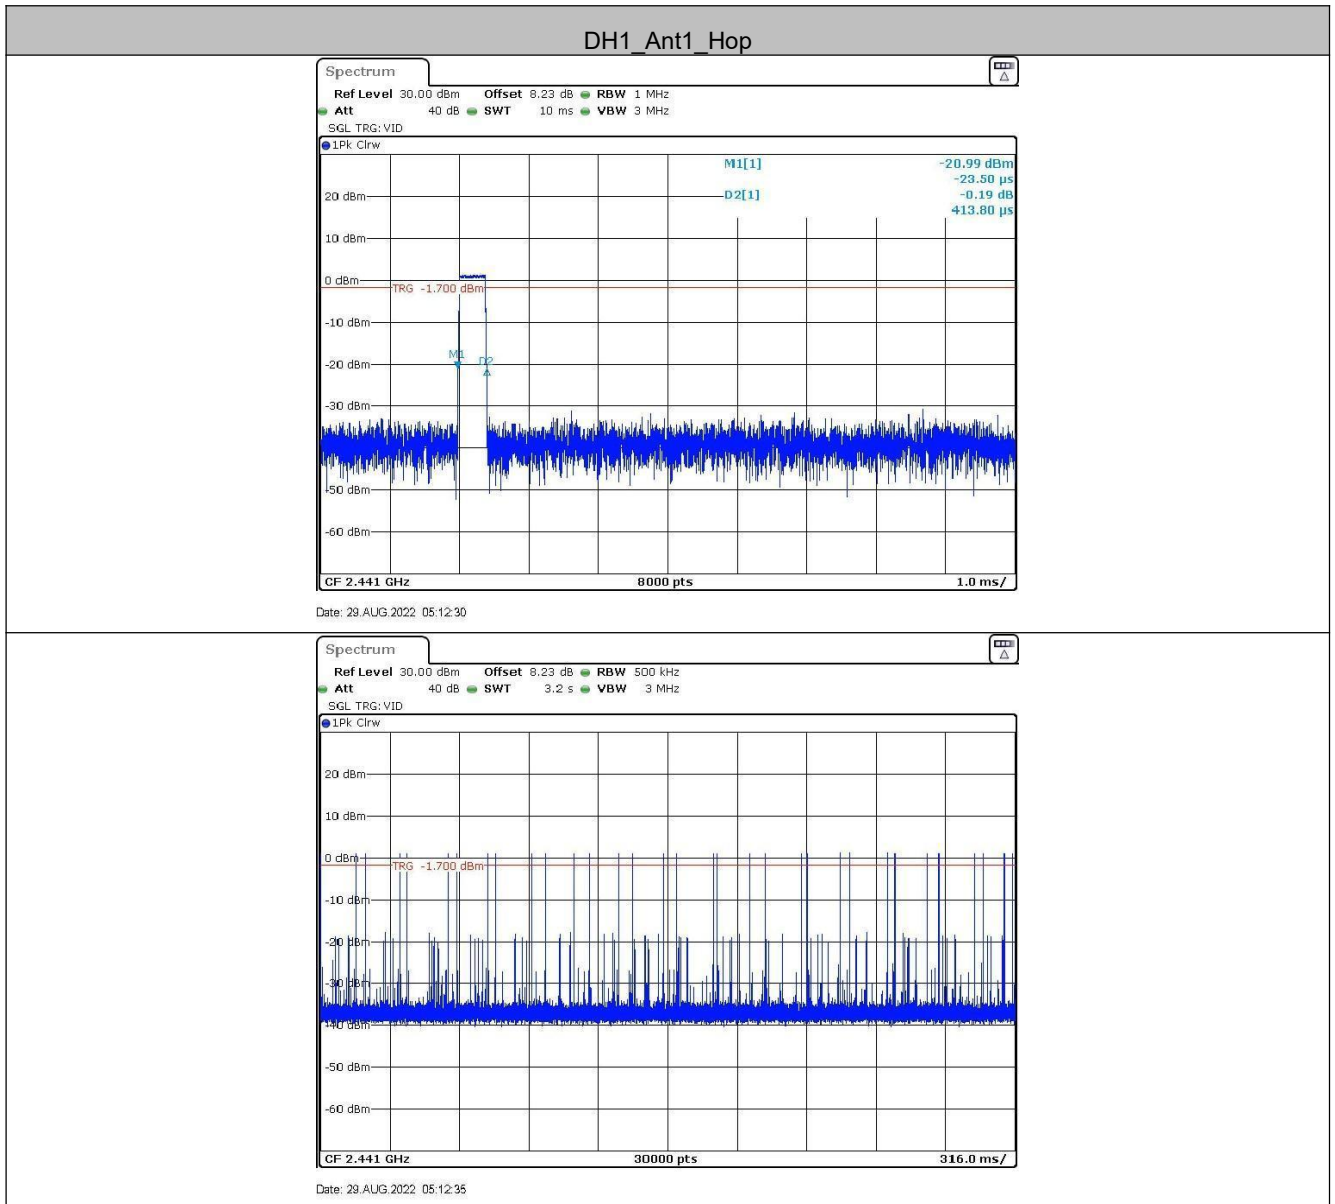 DH1_Ant1_Hop
Spectrum
Ref Level 30.00 dBm Offset 8.23 dB RBW 1 MHz
Att 40 dB SWT 10 ms VBW 3 MHz
SGL TRG: VID
1Pk Clrw
M1[1] -20.99 dBm
-23.50 µs
D2[1] -0.19 dB
413.80 µs
20 dBm
10 dBm
0 dBm
TRG -1.700 dBm
-10 dBm
M1 D2
-20 dBm
-30 dBm
-50 dBm
-60 dBm
CF 2.441 GHz 8000 pts 1.0 ms/
Date: 29.AUG.2022 05:12:30
Spectrum
Ref Level 30.00 dBm Offset 8.23 dB RBW 500 kHz
Att 40 dB SWT 3.2 s VBW 3 MHz
SGL TRG: VID
1Pk Clrw
20 dBm
10 dBm
0 dBm
TRG -1.700 dBm
-10 dBm
-20 dBm
-30 dBm
-40 dBm
-50 dBm
-60 dBm
CF 2.441 GHz 30000 pts 316.0 ms/
Date: 29.AUG.2022 05:12:35